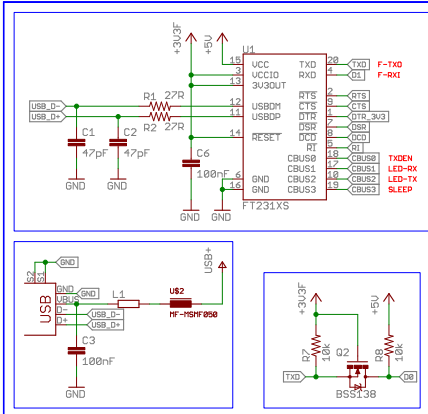 +3V3F
+5V
U1
15 VCC TXD 20 TXD F-TXD
3 VCCIO RXD 4 D1 F-RXI
13 3V3OUT
R1 27R
RTS 2 RTS
USB_D- 12 USBDM CTS 9 CTS
USB_D+ 11 USBDP DTR 1 DTR_3V3
R2 27R
DSR 7 DSR
C1 C2 14 RESET DCD 8 DCD
47pF 47pF
RI 5 RI
C6 CBUS0 18 CBUS0 TXDEN
100nF CBUS1 17 CBUS1 LED-RX
6 GND CBUS2 10 CBUS2 LED-TX
16 GND CBUS3 19 CBUS3 SLEEP
GND GND
GND GND
FT231XS
S2 S1 GND
USB+
GND GND
VBUS L1 U$2
USB D- USB_D- MF-MSMF050
D+ USB_D+
C3
100nF
GND
+3V3F +5V
R7 10k Q2 R8 10k
TXD D0
BSS138